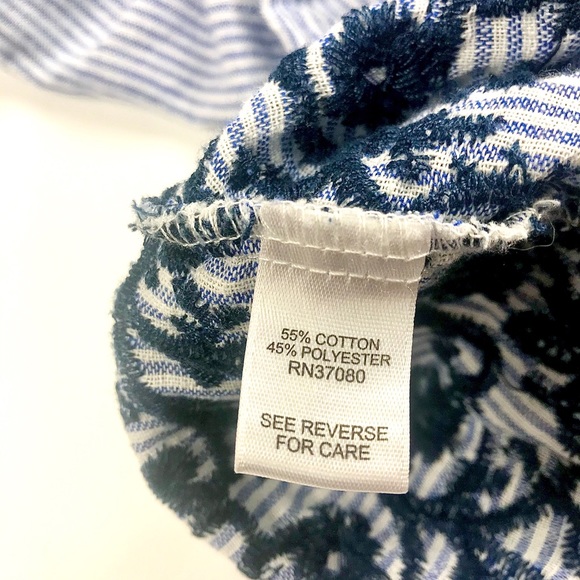 55% COTTON
45% POLYESTER
RN37080
SEE REVERSE
FOR CARE